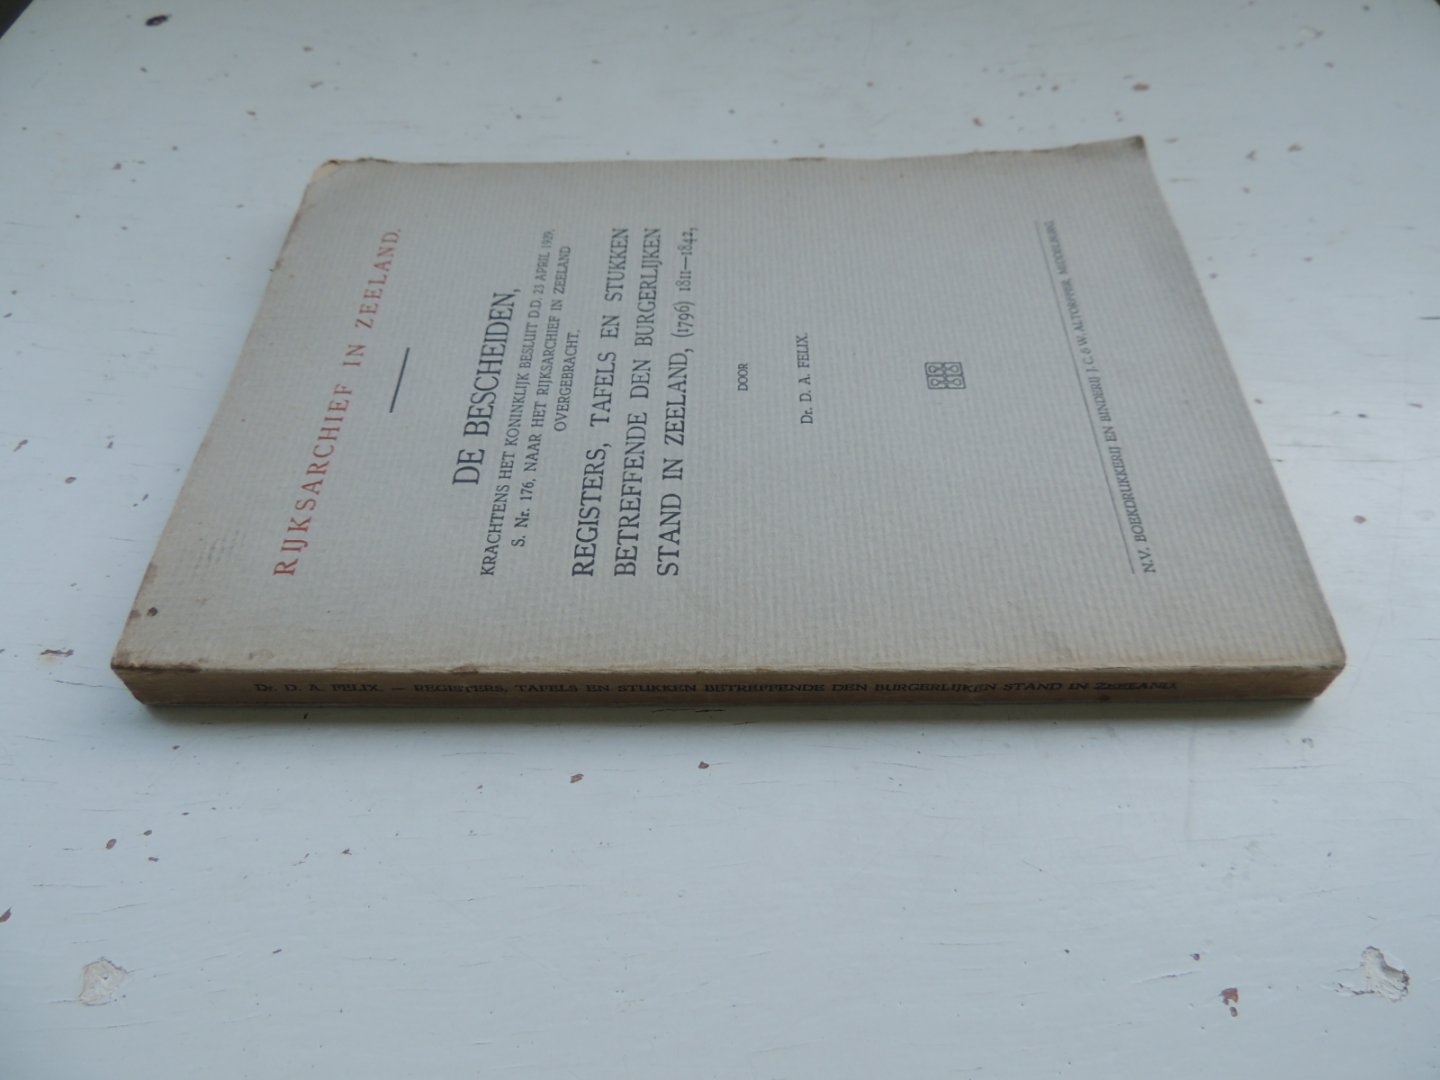 RIJKSARCHIEF IN ZEELAND.
DE BESCHEIDEN,
KRACHTENS HET KONINKLIJK BESLUIT D.D. 23 APRIL 1929,
S. Nr. 176, NAAR HET RIJKSARCHIEF IN ZEELAND
OVERGEBRACHT.
REGISTERS, TAFELS EN STUKKEN
BETREFFENDE DEN BURGERLIJKEN
STAND IN ZEELAND, (1796) 1811—1842,
DOOR
Dr. D. A. FELIX.
N.V. BOEKDRUKKERIJ EN BINDERIJ J. C. & W. ALTORFFER MIDDELBURG
Dr. D. A. FELIX. — REGISTERS, TAFELS EN STUKKEN BETREFFENDE DEN BURGERLIJKEN STAND IN ZEELAND.